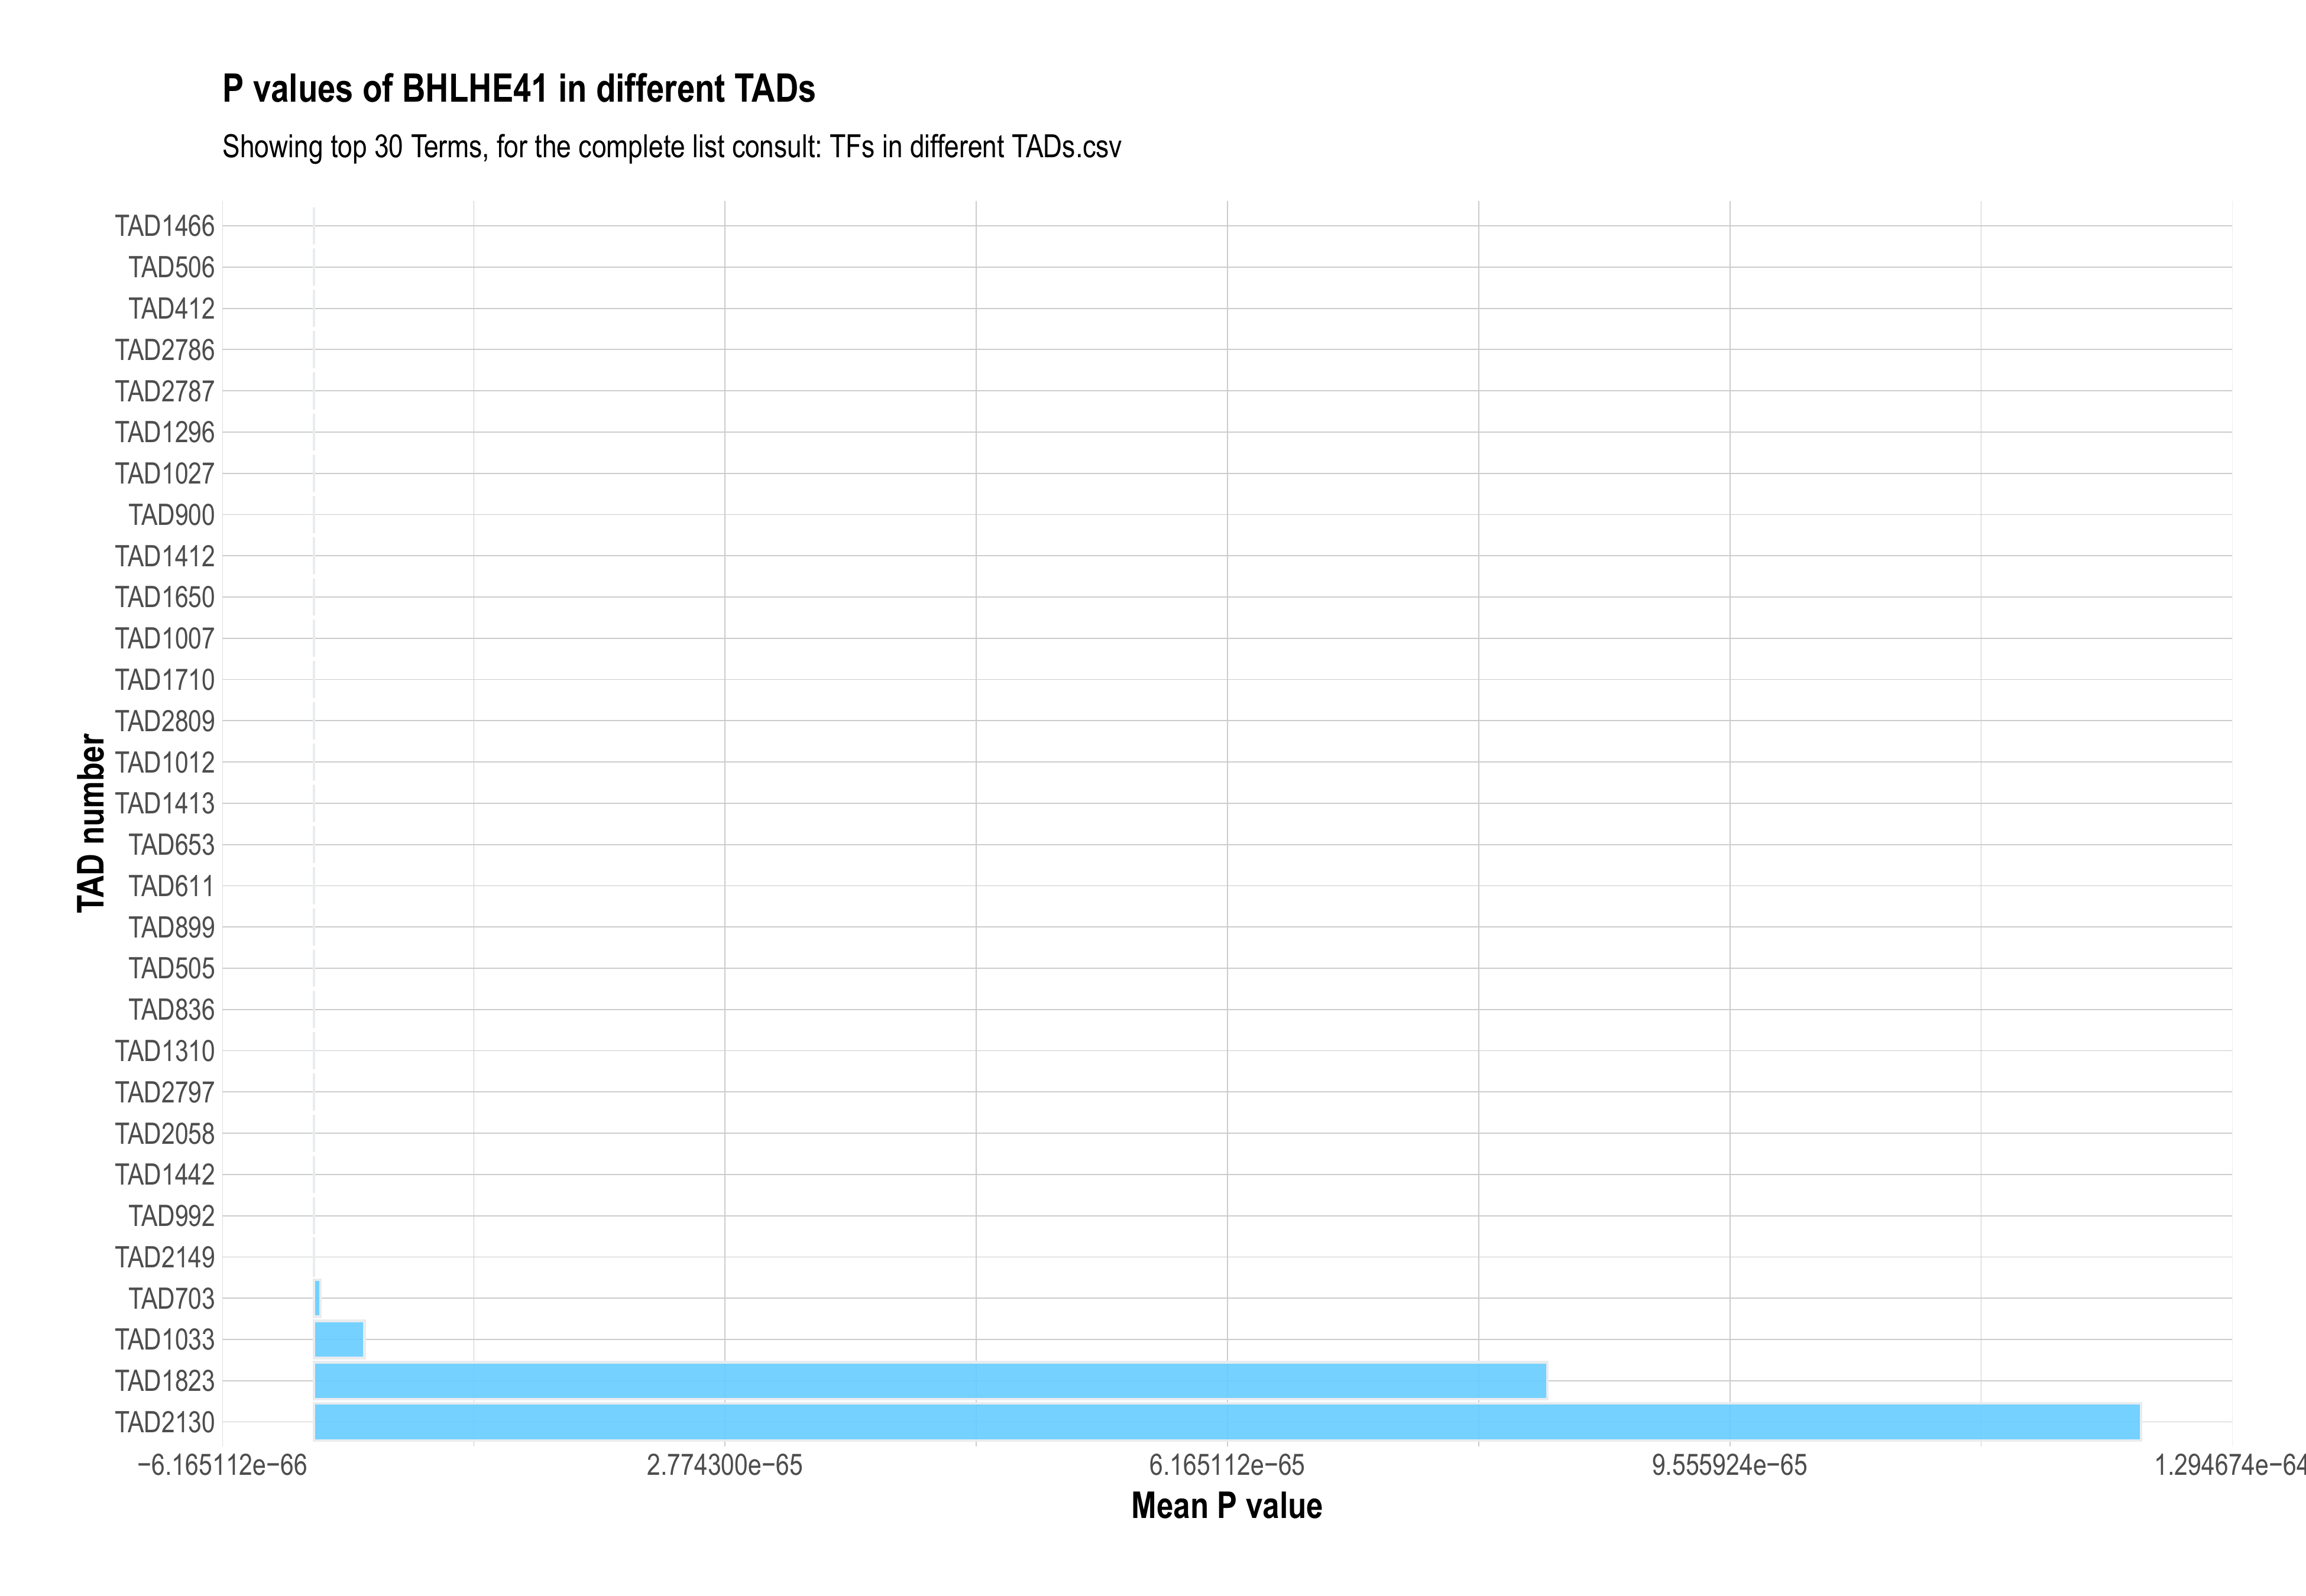 P values of BHLHE41 in different TADs
Showing top 30 Terms, for the complete list consult: TFs in different TADs.csv
TAD number
TAD1466
TAD506
TAD412
TAD2786
TAD2787
TAD1296
TAD1027
TAD900
TAD1412
TAD1650
TAD1007
TAD1710
TAD2809
TAD1012
TAD1413
TAD653
TAD611
TAD899
TAD505
TAD836
TAD1310
TAD2797
TAD2058
TAD1442
TAD992
TAD2149
TAD703
TAD1033
TAD1823
TAD2130
−6.165112e−66 2.774300e−65 6.165112e−65 9.555924e−65 1.294674e−64
Mean P value